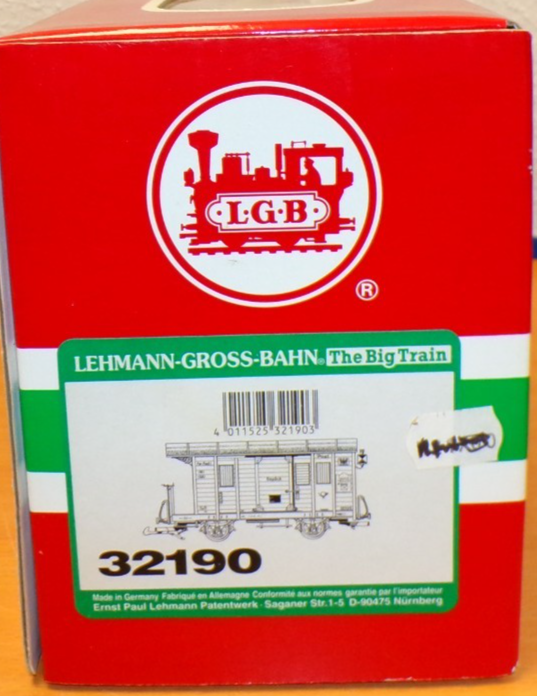 L·G·B
®
LEHMANN-GROSS-BAHN® The Big Train
4 011525 321903
32190
Made in Germany Fabriqué en Allemagne Conformité aux normes garantie par l'importateur
Ernst Paul Lehmann Patentwerk · Saganer Str.1-5 D-90475 Nürnberg